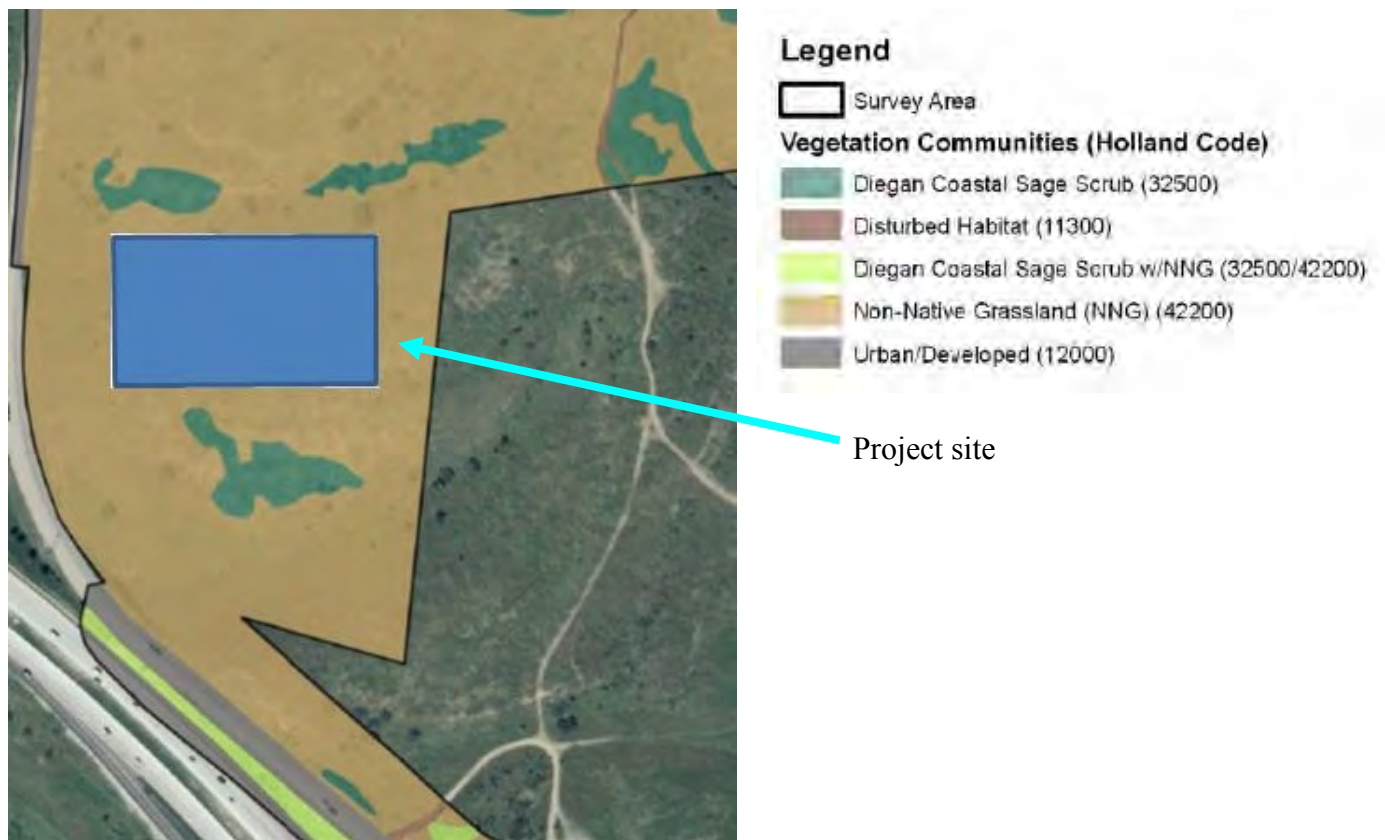 Legend
Survey Area
Vegetation Communities (Holland Code)
Diegan Coastal Sage Scrub (32500)
Disturbed Habitat (11300)
Diegan Coastal Sage Scrub w/NNG (32500/42200)
Non-Native Grassland (NNG) (42200)
Urban/Developed (12000)
Project site